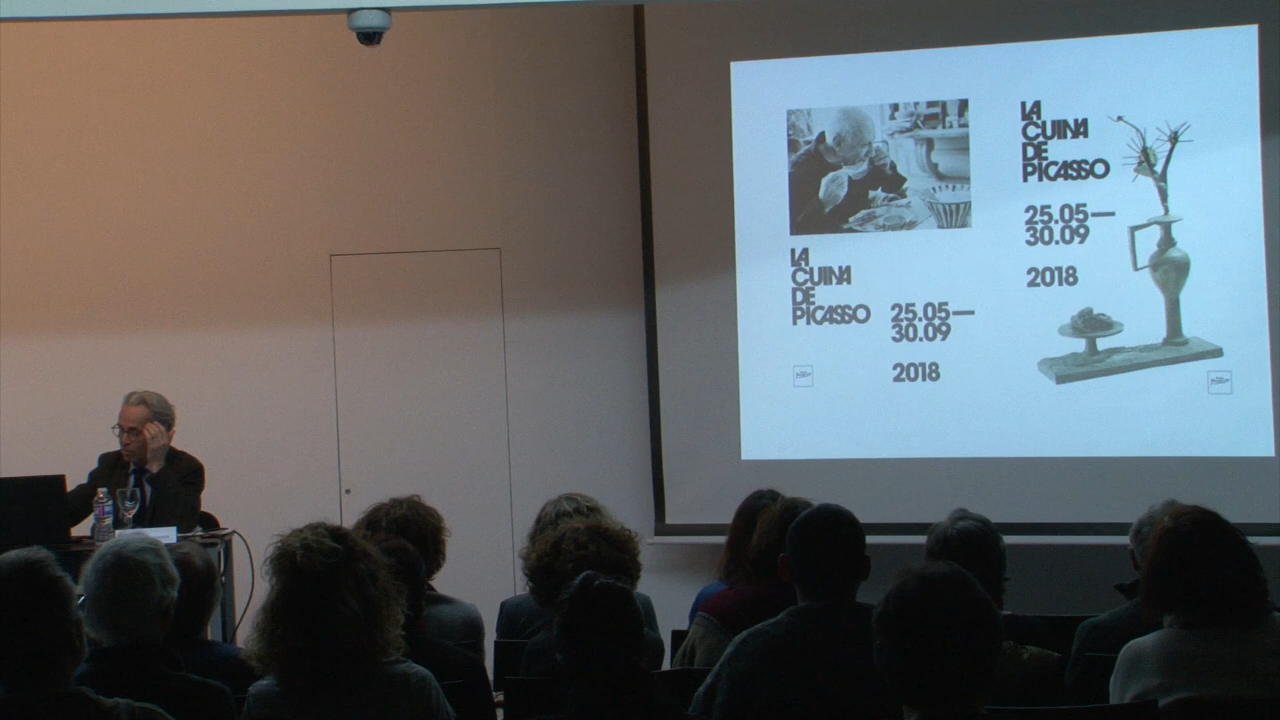 LA
CUINA
DE
PICASSO
25.05—
30.09
2018
LA
CUINA
DE
PICASSO
25.05—
30.09
2018